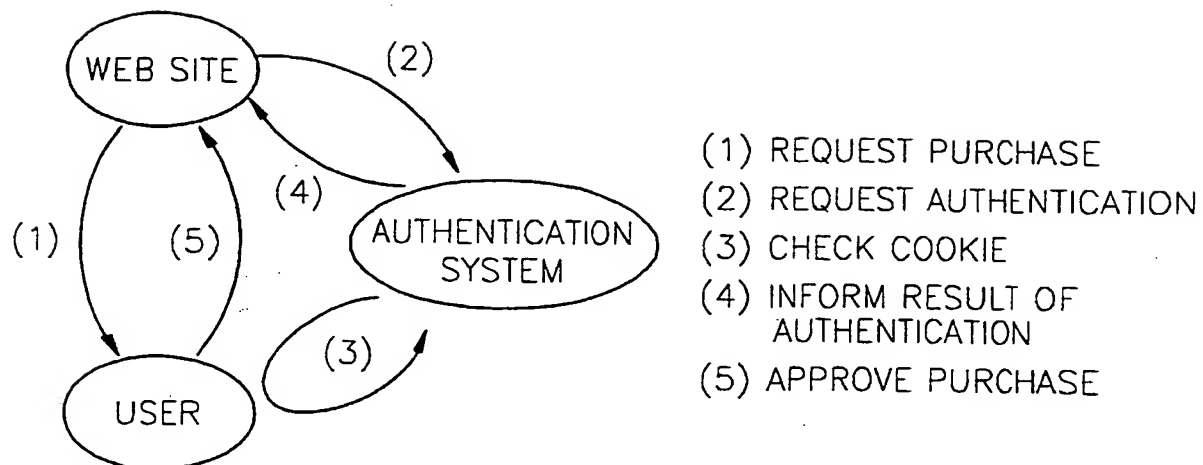 WEB SITE
(2)
(4)
(1)
(5)
AUTHENTICATION
SYSTEM
(3)
USER
(1) REQUEST PURCHASE
(2) REQUEST AUTHENTICATION
(3) CHECK COOKIE
(4) INFORM RESULT OF
AUTHENTICATION
(5) APPROVE PURCHASE